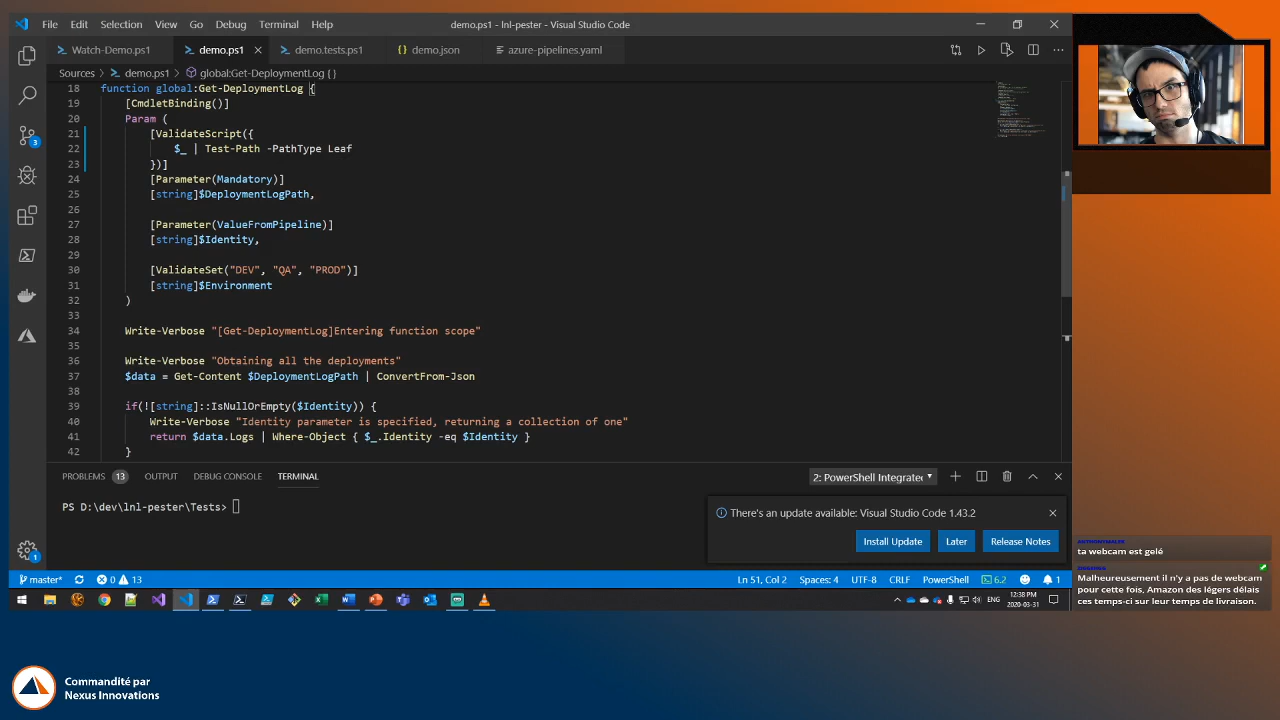 File Edit Selection View Go Debug Terminal Help
demo.ps1 - lnl-pester - Visual Studio Code
Watch-Demo.ps1
demo.ps1
demo.tests.ps1
demo.json
azure-pipelines.yaml
Sources > demo.ps1 > global:Get-DeploymentLog { }
18 function global:Get-DeploymentLog {
19 [CmdletBinding()]
20 Param (
21 [ValidateScript({
22 $_ | Test-Path -PathType Leaf
23 })]
24 [Parameter(Mandatory)]
25 [string]$DeploymentLogPath,
26
27 [Parameter(ValueFromPipeline)]
28 [string]$Identity,
29
30 [ValidateSet("DEV", "QA", "PROD")]
31 [string]$Environment
32 )
33
34 Write-Verbose "[Get-DeploymentLog]Entering function scope"
35
36 Write-Verbose "Obtaining all the deployments"
37 $data = Get-Content $DeploymentLogPath | ConvertFrom-Json
38
39 if(![string]::IsNullOrEmpty($Identity)) {
40 Write-Verbose "Identity parameter is specified, returning a collection of one"
41 return $data.Logs | Where-Object { $_.Identity -eq $Identity }
42 }
PROBLEMS 13 OUTPUT DEBUG CONSOLE TERMINAL
2: PowerShell Integrate
PS D:\dev\lnl-pester\Tests>
There's an update available: Visual Studio Code 1.43.2
Install Update
Later
Release Notes
3
1
master*
0 13
Ln 51, Col 2
Spaces: 4
UTF-8
CRLF
PowerShell
6.2
1
ENG
12:38 PM
2020-03-31
ta webcam est gelé
Malheureusement il n'y a pas de webcam
pour cette fois, Amazon des légers délais
ces temps-ci sur leur temps de livraison.
Commandité par
Nexus Innovations